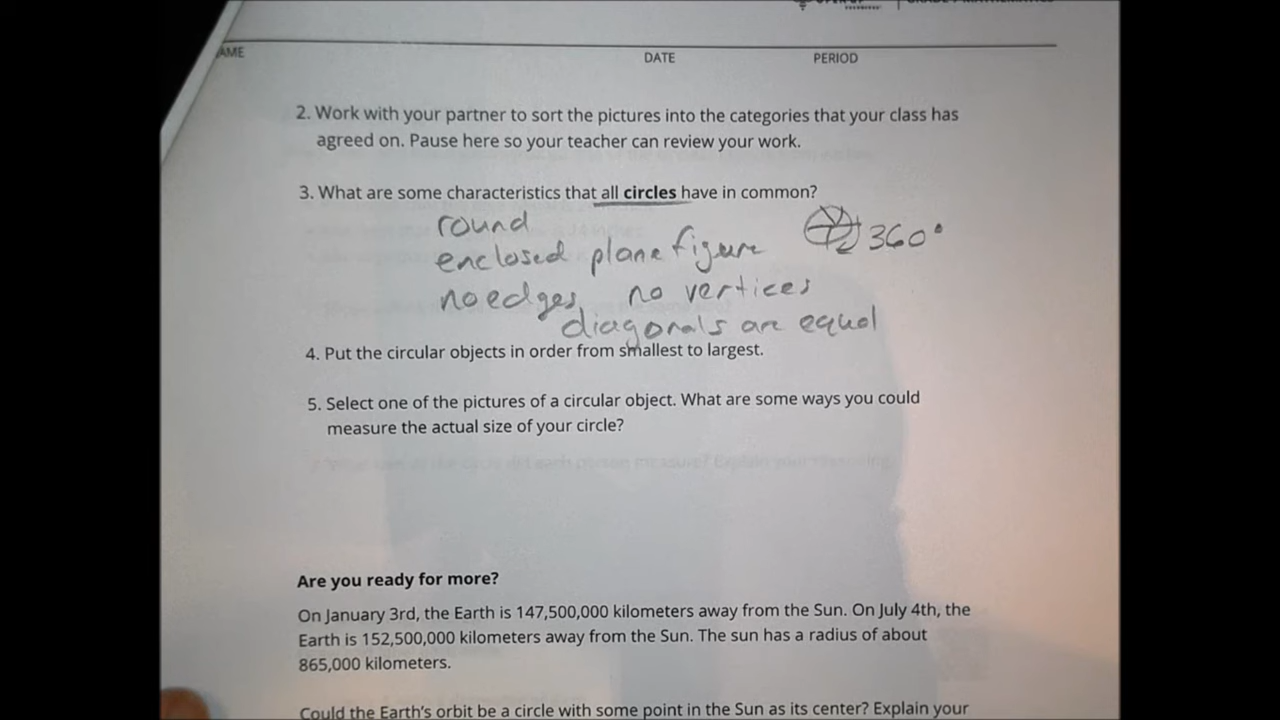 AME DATE PERIOD
2. Work with your partner to sort the pictures into the categories that your class has
agreed on. Pause here so your teacher can review your work.
3. What are some characteristics that all circles have in common?
round
enclosed plane figure
360°
no edges no vertices
diagonals are equal
4. Put the circular objects in order from smallest to largest.
5. Select one of the pictures of a circular object. What are some ways you could
measure the actual size of your circle?
Are you ready for more?
On January 3rd, the Earth is 147,500,000 kilometers away from the Sun. On July 4th, the
Earth is 152,500,000 kilometers away from the Sun. The sun has a radius of about
865,000 kilometers.
Could the Earth's orbit be a circle with some point in the Sun as its center? Explain your